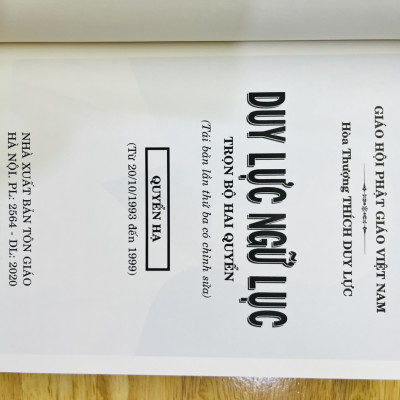 GIÁO HỘI PHẬT GIÁO VIỆT NAM
Hòa Thượng THÍCH DUY LỰC
DUY LỰC NGỮ LỤC
TRỌN BỘ HAI QUYỂN
(Tái bản lần thứ ba có chỉnh sửa)
QUYỂN HẠ
(Từ 20/10/1993 đến 1999)
NHÀ XUẤT BẢN TÔN GIÁO
HÀ NỘI. PL: 2564 - DL: 2020